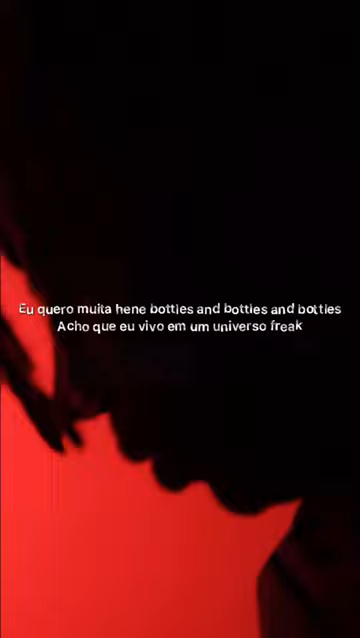 Eu quero muita hene botties and botties and botties
Acho que eu vivo em um universo freak